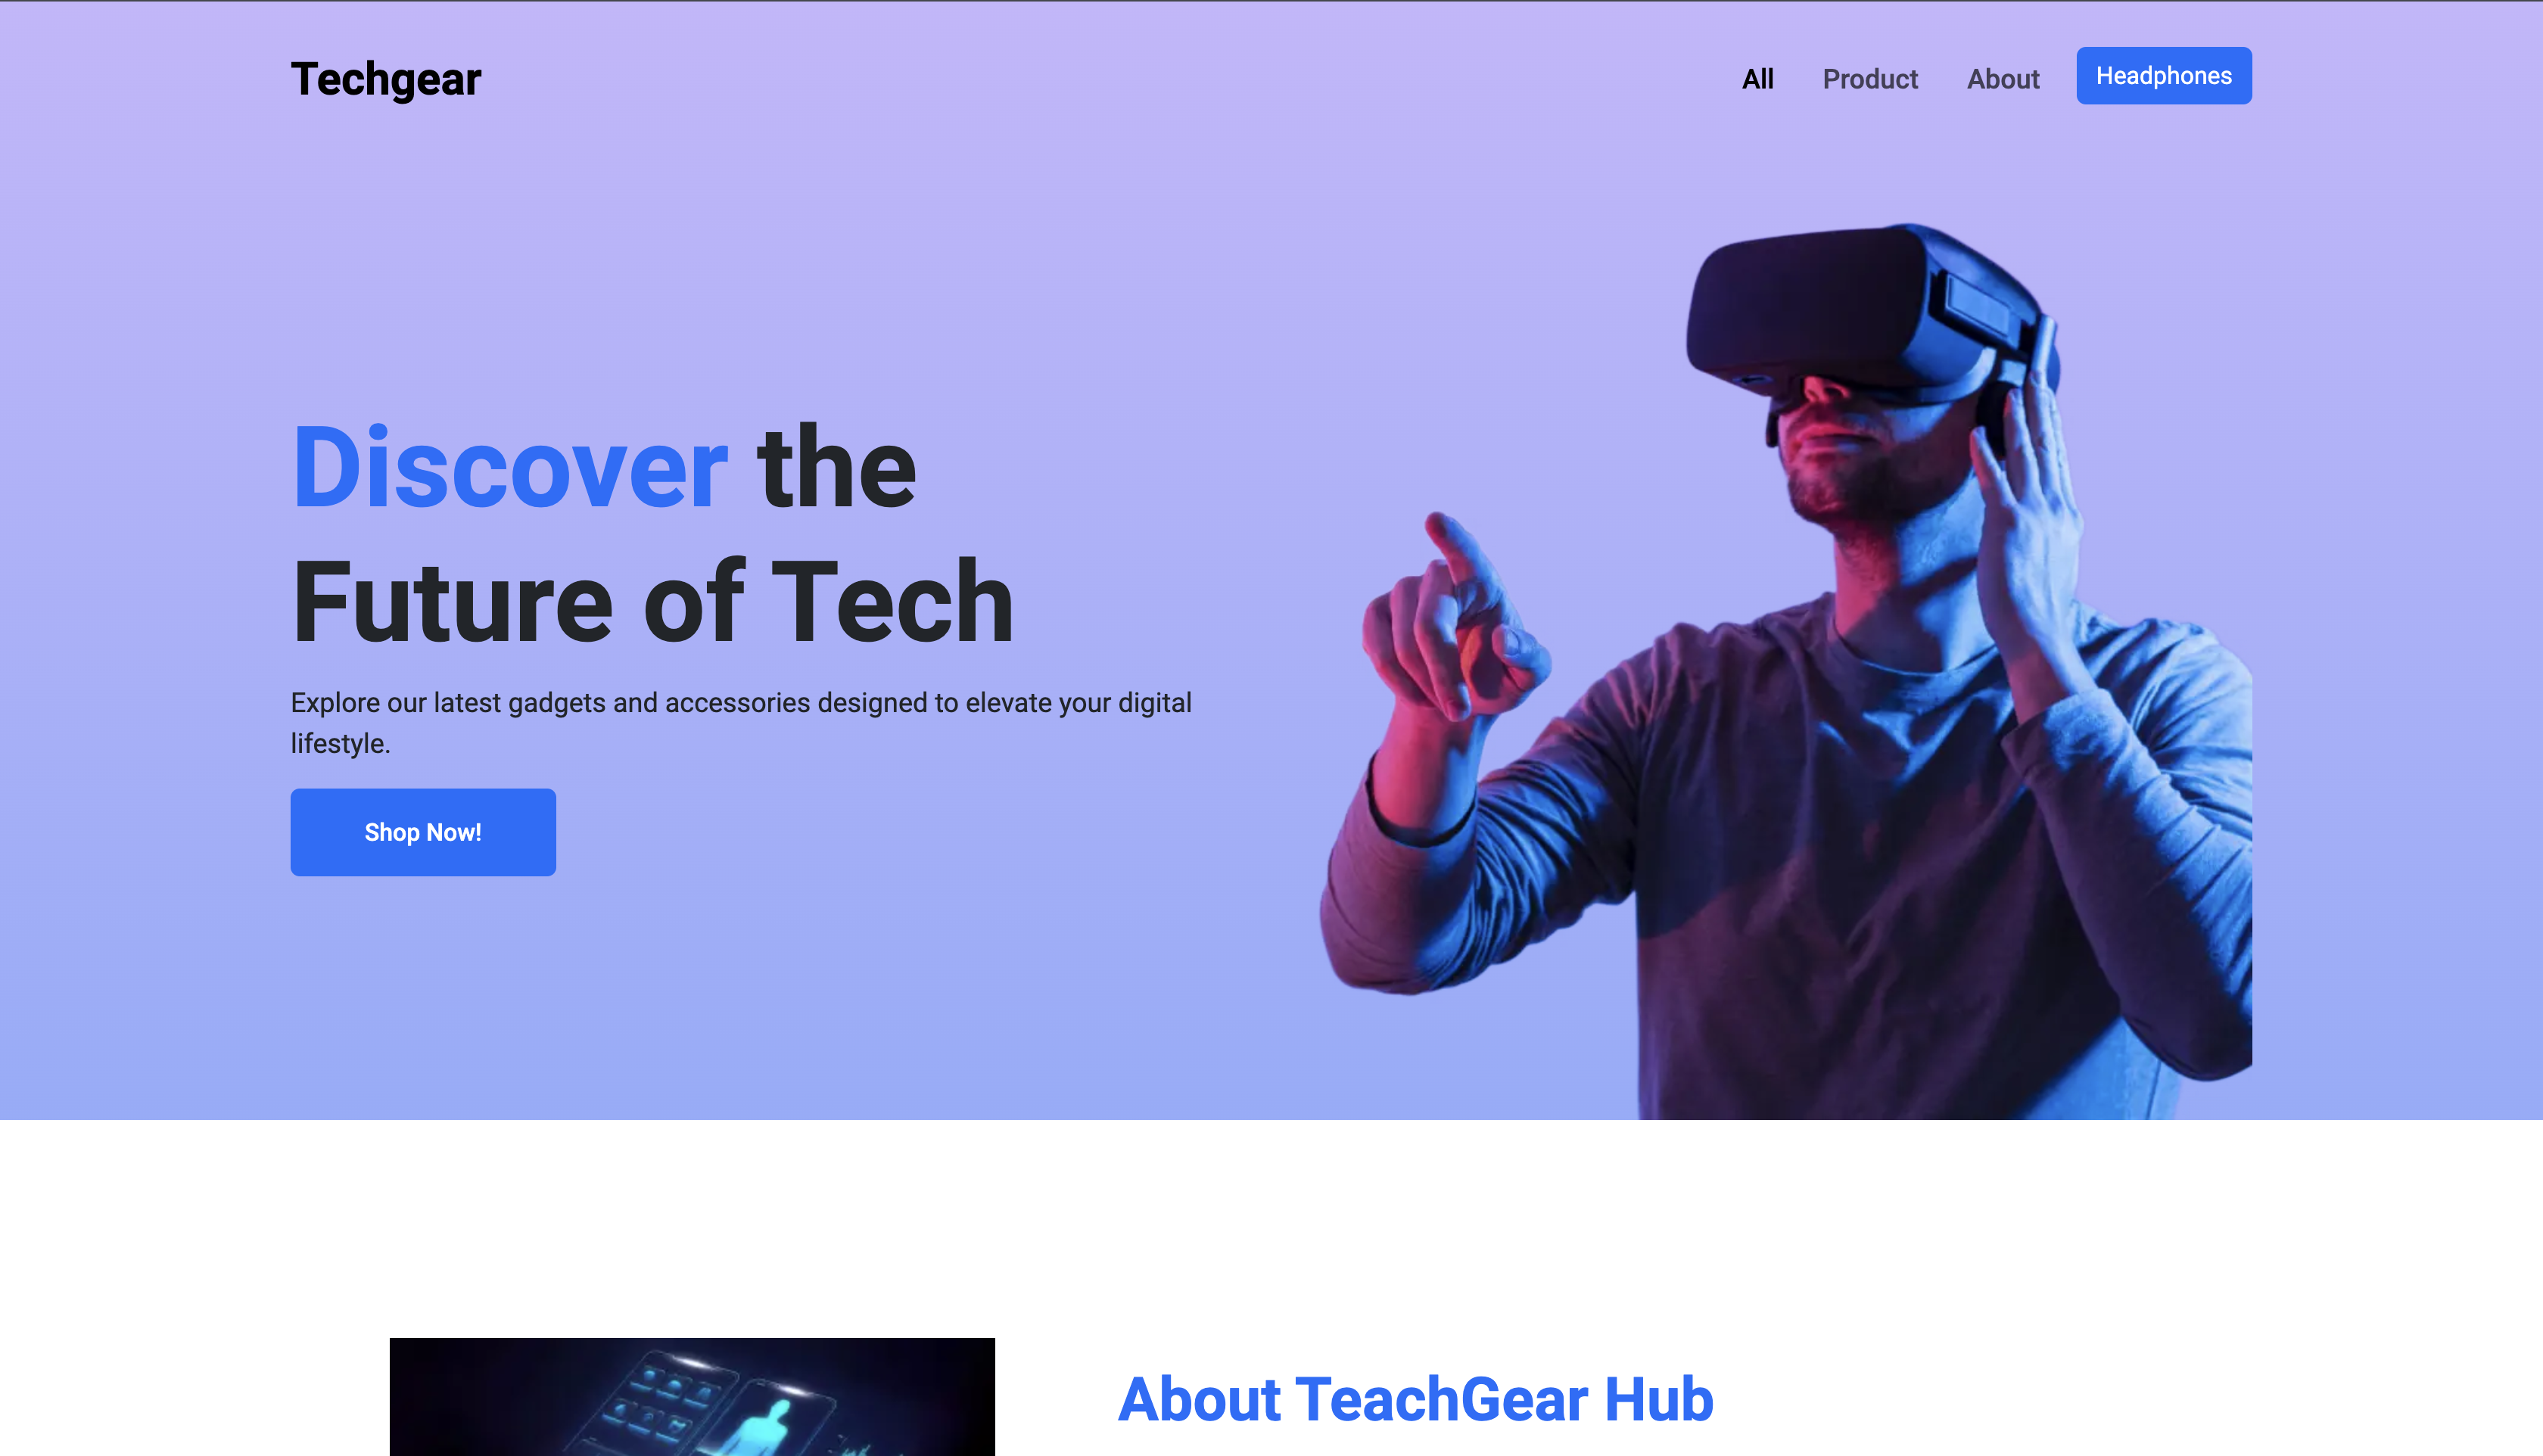 Techgear
All Product About Headphones
Discover the
Future of Tech
Explore our latest gadgets and accessories designed to elevate your digital
lifestyle.
Shop Now!
About TeachGear Hub